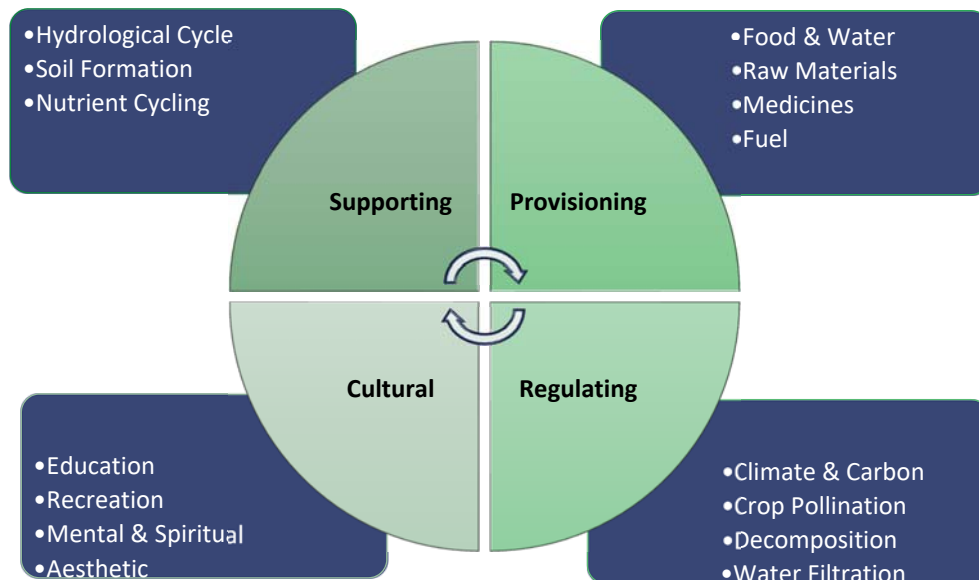 •Hydrological Cycle
•Soil Formation
•Nutrient Cycling
•Food & Water
•Raw Materials
•Medicines
•Fuel
Supporting
Provisioning
Cultural
Regulating
•Education
•Recreation
•Mental & Spiritual
•Aesthetic
•Climate & Carbon
•Crop Pollination
•Decomposition
•Water Filtration